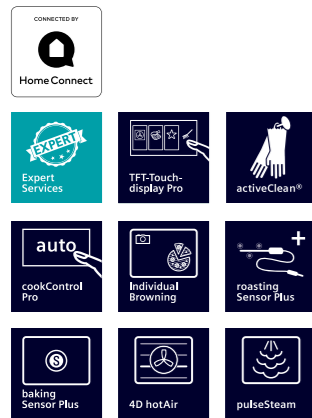 CONNECTED BY
Home Connect
EXPERT
Expert
Services
TFT-Touch-
display Pro
activeClean®
auto
cookControl
Pro
Individual
Browning
+
roasting
Sensor Plus
S
baking
Sensor Plus
4D hotAir
pulseSteam